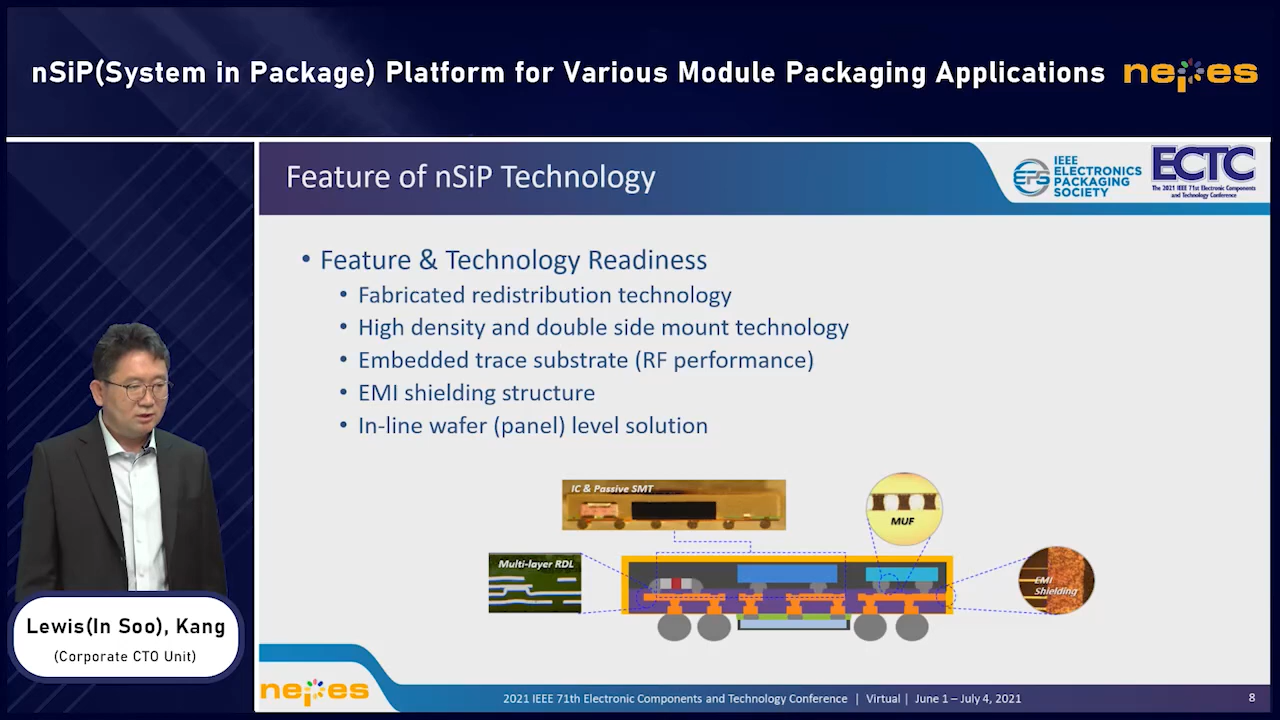 nSiP(System in Package) Platform for Various Module Packaging Applications
nepes
Feature of nSiP Technology
EPS
IEEE
ELECTRONICS
PACKAGING
SOCIETY
ECTC
The 2021 IEEE 71st Electronic Components
and Technology Conference
• Feature & Technology Readiness
• Fabricated redistribution technology
• High density and double side mount technology
• Embedded trace substrate (RF performance)
• EMI shielding structure
• In-line wafer (panel) level solution
IC & Passive SMT
MUF
Multi-layer RDL
EMI
Shielding
Lewis(In Soo), Kang
(Corporate CTO Unit)
nepes
2021 IEEE 71st Electronic Components and Technology Conference | Virtual | June 1 – July 4, 2021
8